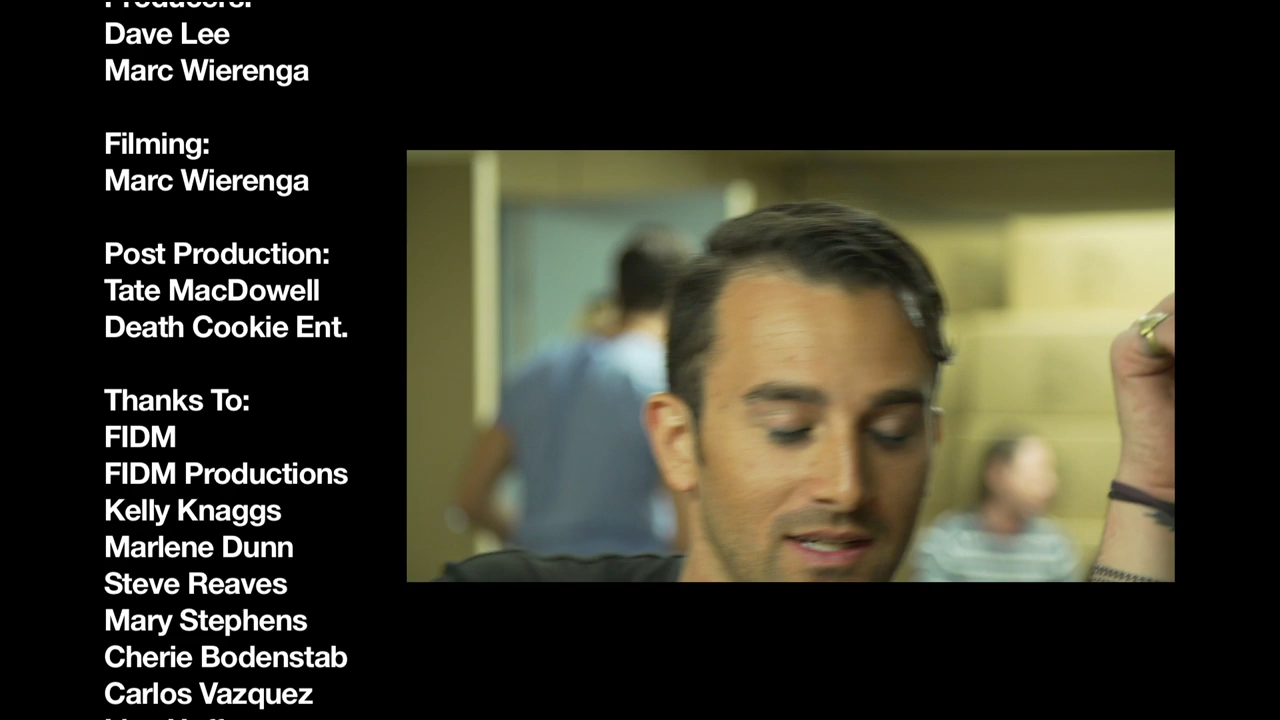 Producers:
Dave Lee
Marc Wierenga
Filming:
Marc Wierenga
Post Production:
Tate MacDowell
Death Cookie Ent.
Thanks To:
FIDM
FIDM Productions
Kelly Knaggs
Marlene Dunn
Steve Reaves
Mary Stephens
Cherie Bodenstab
Carlos Vazquez